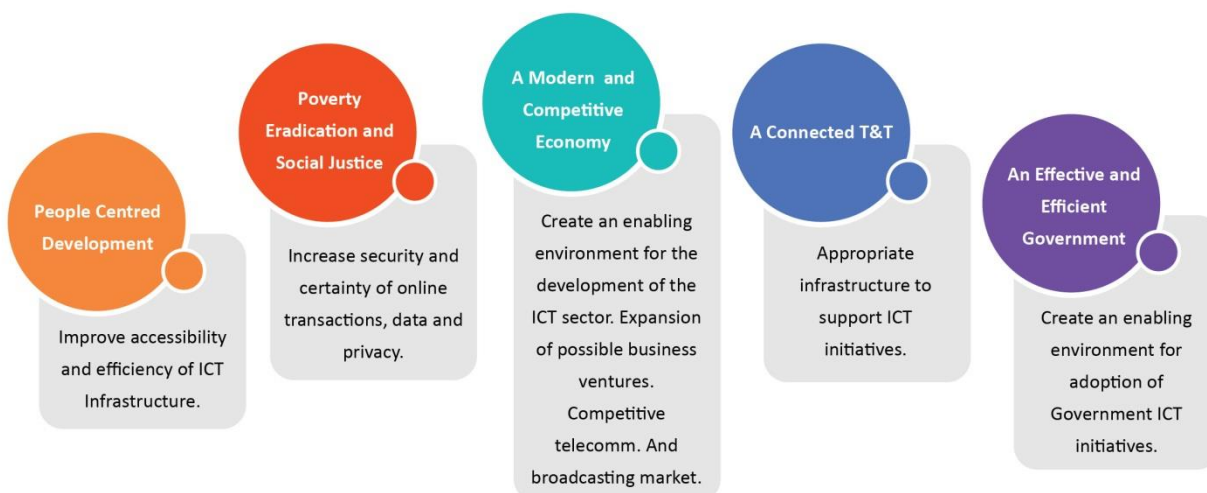 People Centred
Development
Improve accessibility
and efficiency of ICT
Infrastructure.
Poverty
Eradication and
Social Justice
Increase security and
certainty of online
transactions, data and
privacy.
A Modern and
Competitive
Economy
Create an enabling
environment for the
development of the
ICT sector. Expansion
of possible business
ventures.
Competitive
telecomm. And
broadcasting market.
A Connected T&T
Appropriate
infrastructure to
support ICT
initiatives.
An Effective and
Efficient
Government
Create an enabling
environment for
adoption of
Government ICT
initiatives.